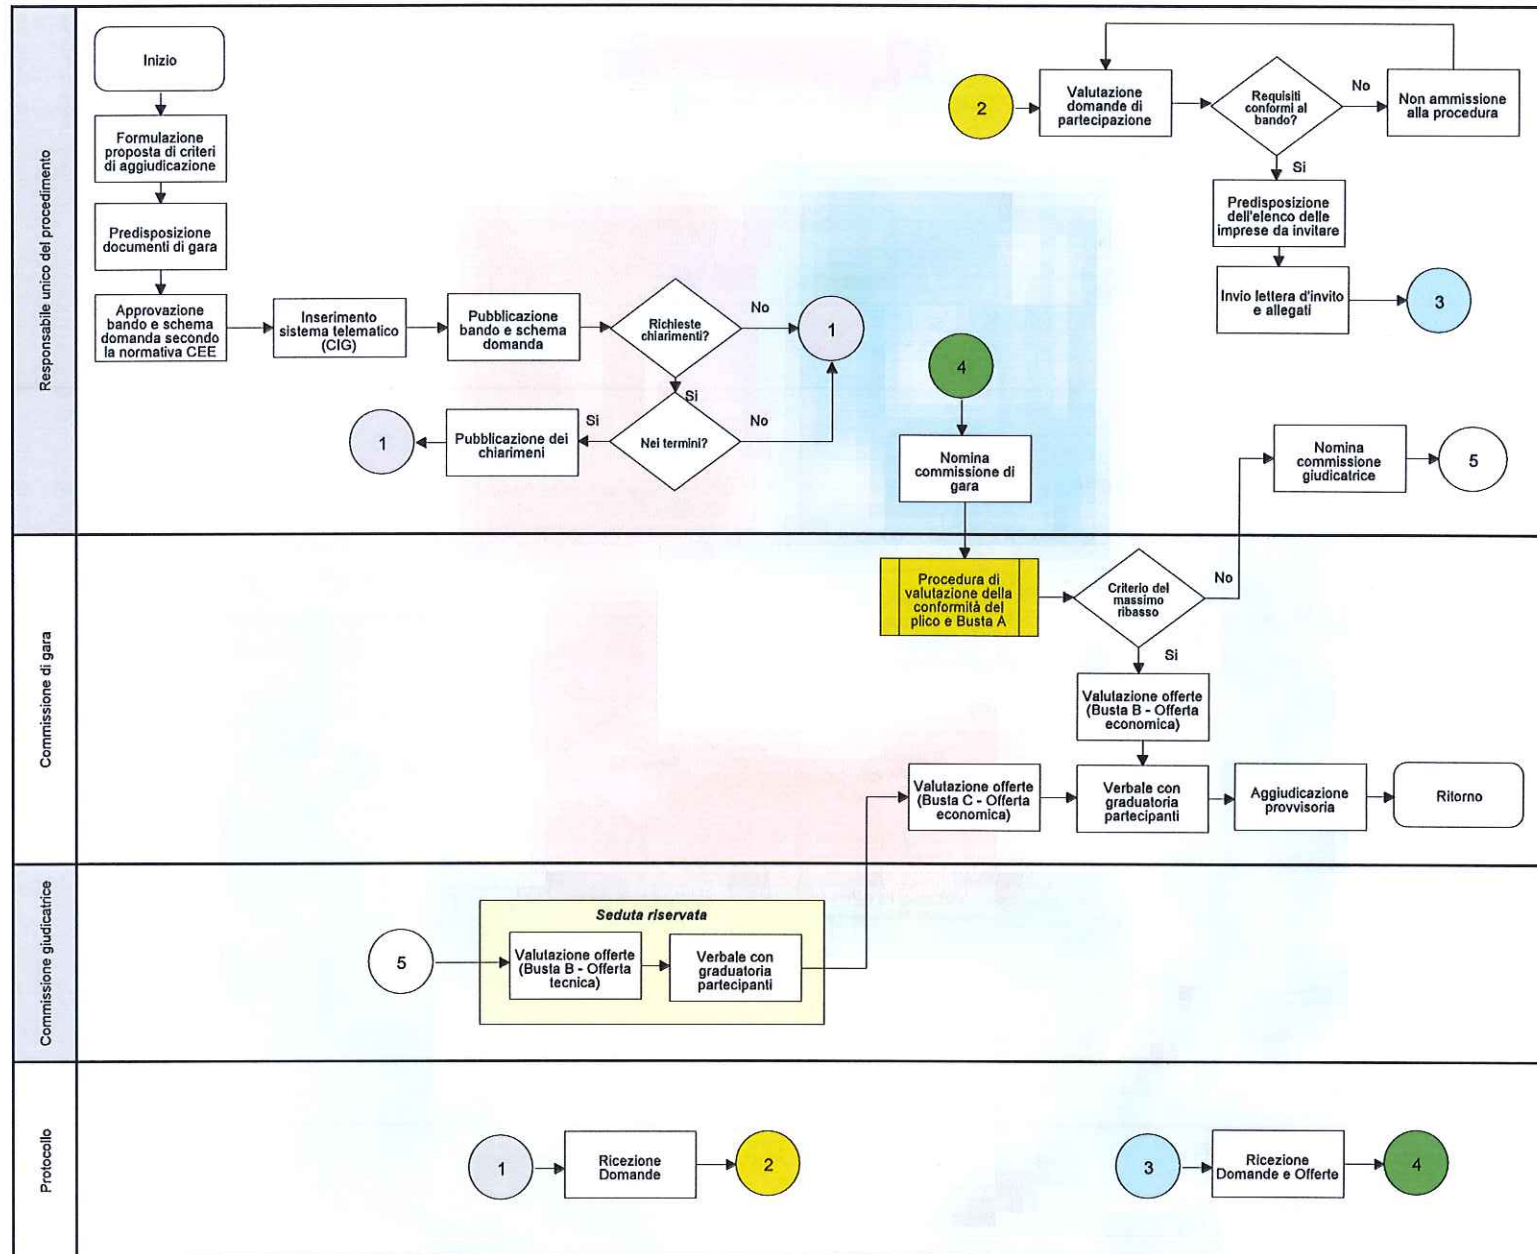 Responsabile unico del procedimento
Inizio
Formulazione
proposta di criteri
di aggiudicazione
Predisposizione
documenti di gara
Approvazione
bando e schema
domanda secondo
la normativa CEE
Inserimento
sistema telematico
(CIG)
Pubblicazione
bando e schema
domanda
Richieste
chiarimenti?
No
1
Si
Nei termini?
No
Si
Pubblicazione dei
chiarimeni
1
2
Valutazione
domande di
partecipazione
Requisiti
conformi al
bando?
No
Non ammissione
alla procedura
Si
Predisposizione
dell'elenco delle
imprese da invitare
Invio lettera d'invito
e allegati
3
4
Nomina
commissione di
gara
Nomina
commissione
giudicatrice
5
Commissione di gara
Procedura di
valutazione della
conformità del
plico e Busta A
Criterio del
massimo
ribasso
No
Si
Valutazione offerte
(Busta B - Offerta
economica)
Valutazione offerte
(Busta C - Offerta
economica)
Verbale con
graduatoria
partecipanti
Aggiudicazione
provvisoria
Ritorno
Commissione giudicatrice
5
Seduta riservata
Valutazione offerte
(Busta B - Offerta
tecnica)
Verbale con
graduatoria
partecipanti
Protocollo
1
Ricezione
Domande
2
3
Ricezione
Domande e Offerte
4